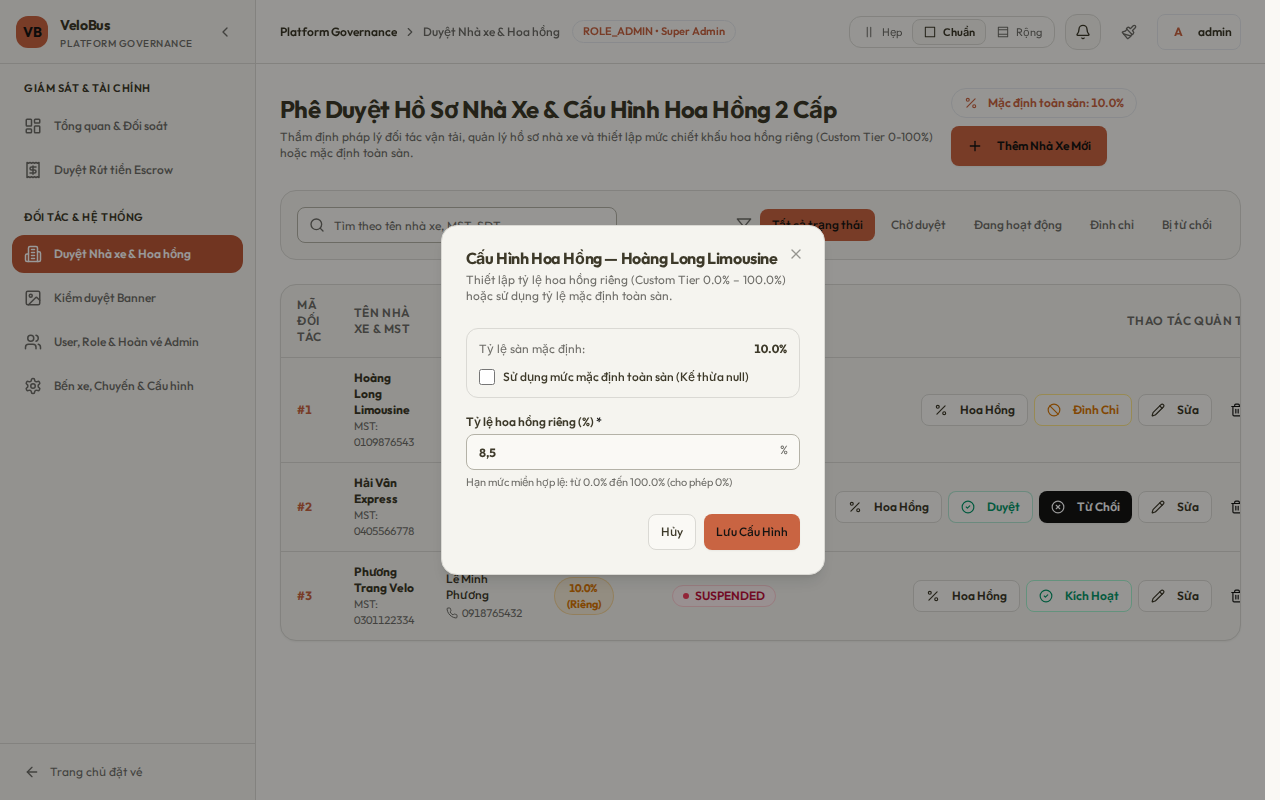 VB
VeloBus
PLATFORM GOVERNANCE
GIÁM SÁT & TÀI CHÍNH
Tổng quan & Đối soát
Duyệt Rút tiền Escrow
ĐỐI TÁC & HỆ THỐNG
Duyệt Nhà xe & Hoa hồng
Kiểm duyệt Banner
User, Role & Hoàn vé Admin
Bến xe, Chuyến & Cấu hình
Trang chủ đặt vé
Platform Governance
Duyệt Nhà xe & Hoa hồng
ROLE_ADMIN • Super Admin
Hẹp
Chuẩn
Rộng
A
admin
Phê Duyệt Hồ Sơ Nhà Xe & Cấu Hình Hoa Hồng 2 Cấp
Thẩm định pháp lý đối tác vận tải, quản lý hồ sơ nhà xe và thiết lập mức chiết khấu hoa hồng riêng (Custom Tier 0-100%)
hoặc mặc định toàn sàn.
Mặc định toàn sàn: 10.0%
Thêm Nhà Xe Mới
Tìm theo tên nhà xe, MST, SĐT
Tất cả trạng thái
Chờ duyệt
Đang hoạt động
Đình chỉ
Bị từ chối
MÃ
ĐỐI
TÁC
TÊN NHÀ
XE & MST
THAO TÁC QUẢN T
#1
Hoàng
Long
Limousine
MST:
0109876543
Hoa Hồng
Đình Chỉ
Sửa
#2
Hải Vân
Express
MST:
0405566778
Hoa Hồng
Duyệt
Từ Chối
Sửa
#3
Phương
Trang Velo
MST:
0301122334
Lê Minh
Phương
0918765432
10.0%
(Riêng)
SUSPENDED
Hoa Hồng
Kích Hoạt
Sửa
Cấu Hình Hoa Hồng — Hoàng Long Limousine
Thiết lập tỷ lệ hoa hồng riêng (Custom Tier 0.0% – 100.0%)
hoặc sử dụng tỷ lệ mặc định toàn sàn.
Tỷ lệ sàn mặc định:
10.0%
Sử dụng mức mặc định toàn sàn (Kế thừa null)
Tỷ lệ hoa hồng riêng (%) *
8,5
%
Hạn mức miền hợp lệ: từ 0.0% đến 100.0% (cho phép 0%)
Hủy
Lưu Cấu Hình